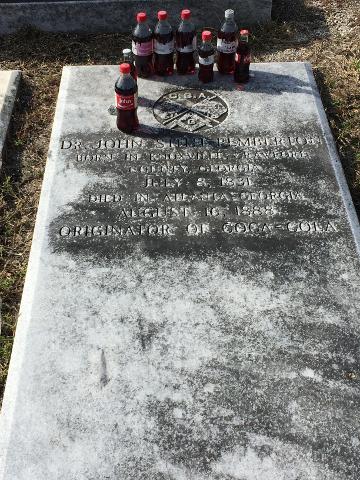 C.S.A.
DR. JOHN STITH PEMBERTON
BORN IN KNOXVILLE, CRAWFORD
COUNTY, GEORGIA
JULY 8, 1831
DIED IN ATLANTA, GEORGIA
AUGUST 16, 1888
ORIGINATOR OF COCA-COLA